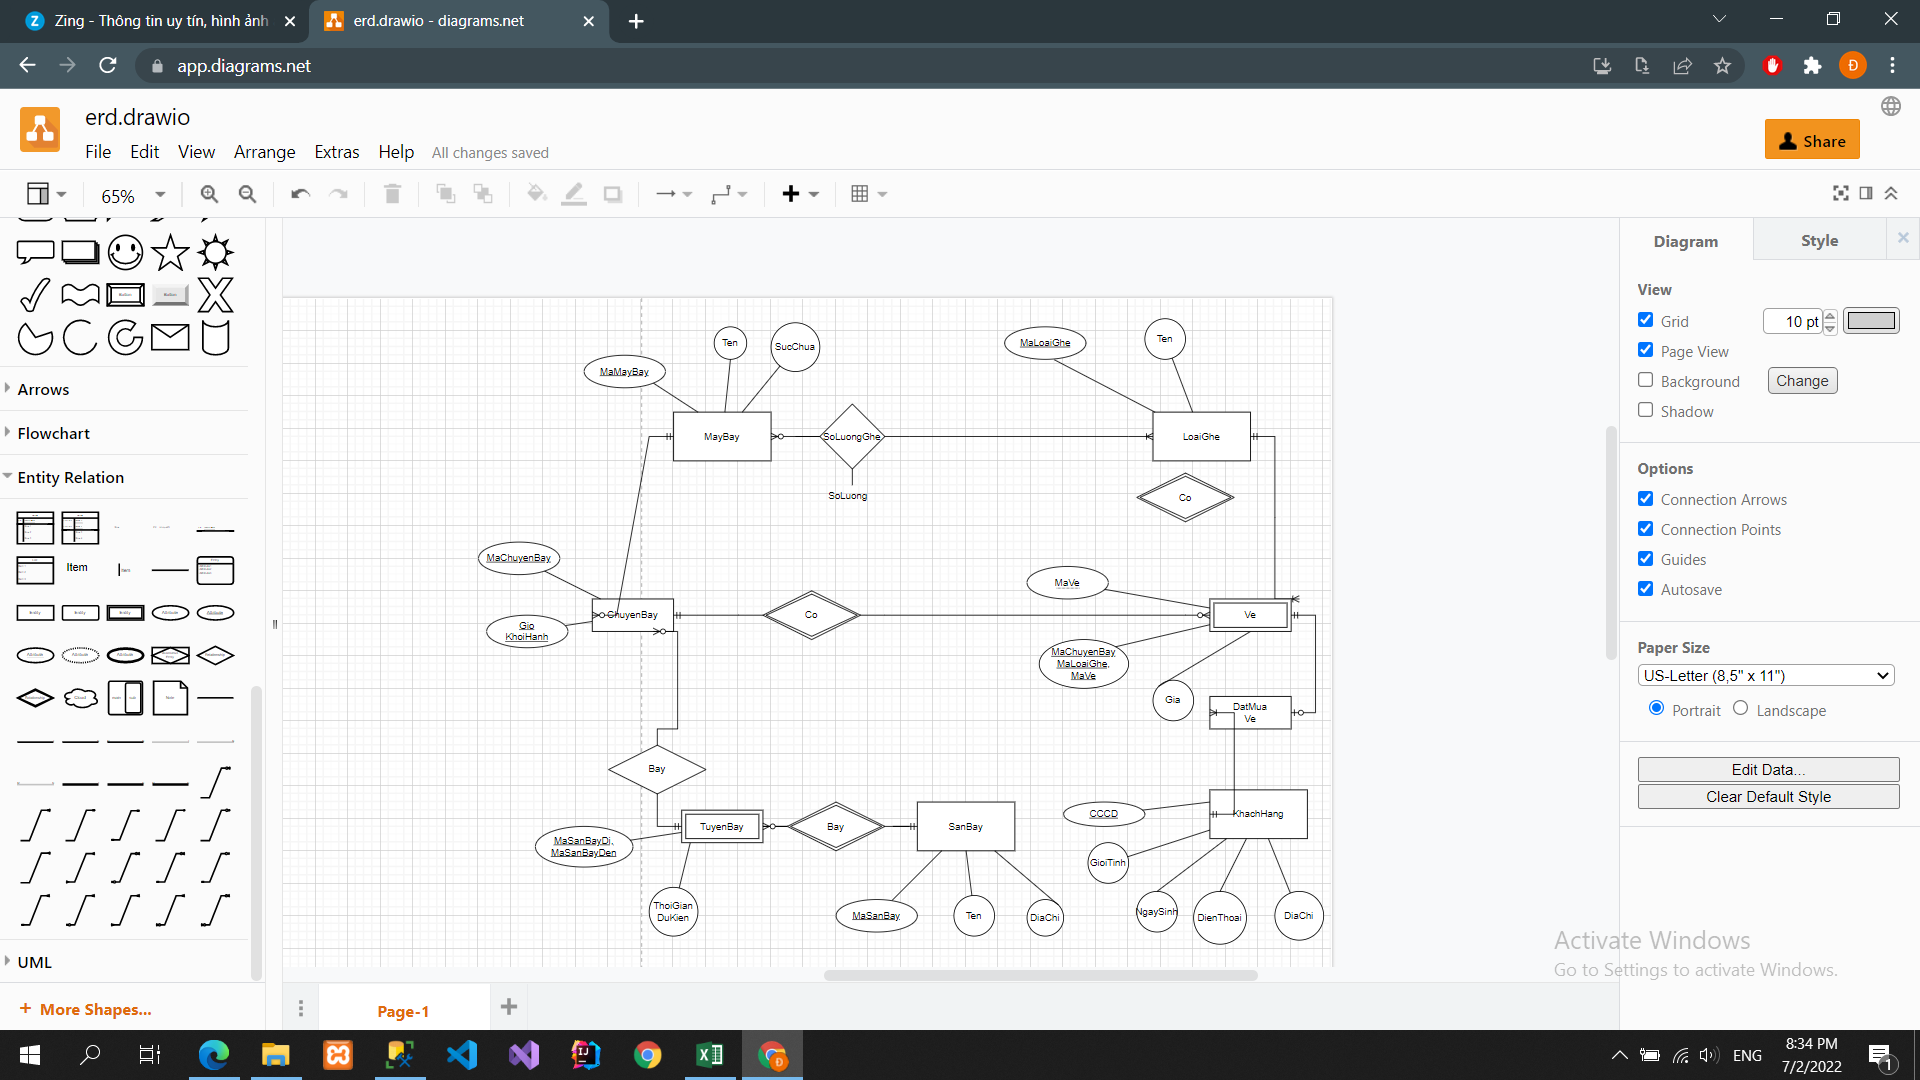 Zing - Thông tin uy tín, hình ảnh
erd.drawio - diagrams.net
app.diagrams.net
Đ
erd.drawio
File Edit View Arrange Extras Help All changes saved
Share
65%
Arrows
Flowchart
Entity Relation
Item
UML
+ More Shapes...
Ten
SucChua
MaMayBay
MaLoaiGhe
Ten
MayBay
SoLuongGhe
LoaiGhe
SoLuong
Co
MaChuyenBay
MaVe
ChuyenBay
Co
Ve
Gio
KhoiHanh
MaChuyenBay
MaLoaiGhe,
MaVe
Gia
DatMua
Ve
Bay
TuyenBay
Bay
SanBay
CCCD
KhachHang
MaSanBayDi,
MaSanBayDen
GioiTinh
ThoiGian
DuKien
MaSanBay
Ten
DiaChi
NgaySinh
DienThoai
DiaChi
Page-1
Diagram
Style
View
Grid
10 pt
Page View
Background
Change
Shadow
Options
Connection Arrows
Connection Points
Guides
Autosave
Paper Size
US-Letter (8,5" x 11")
Portrait
Landscape
Edit Data...
Clear Default Style
Activate Windows
Go to Settings to activate Windows.
ENG
8:34 PM
7/2/2022
1